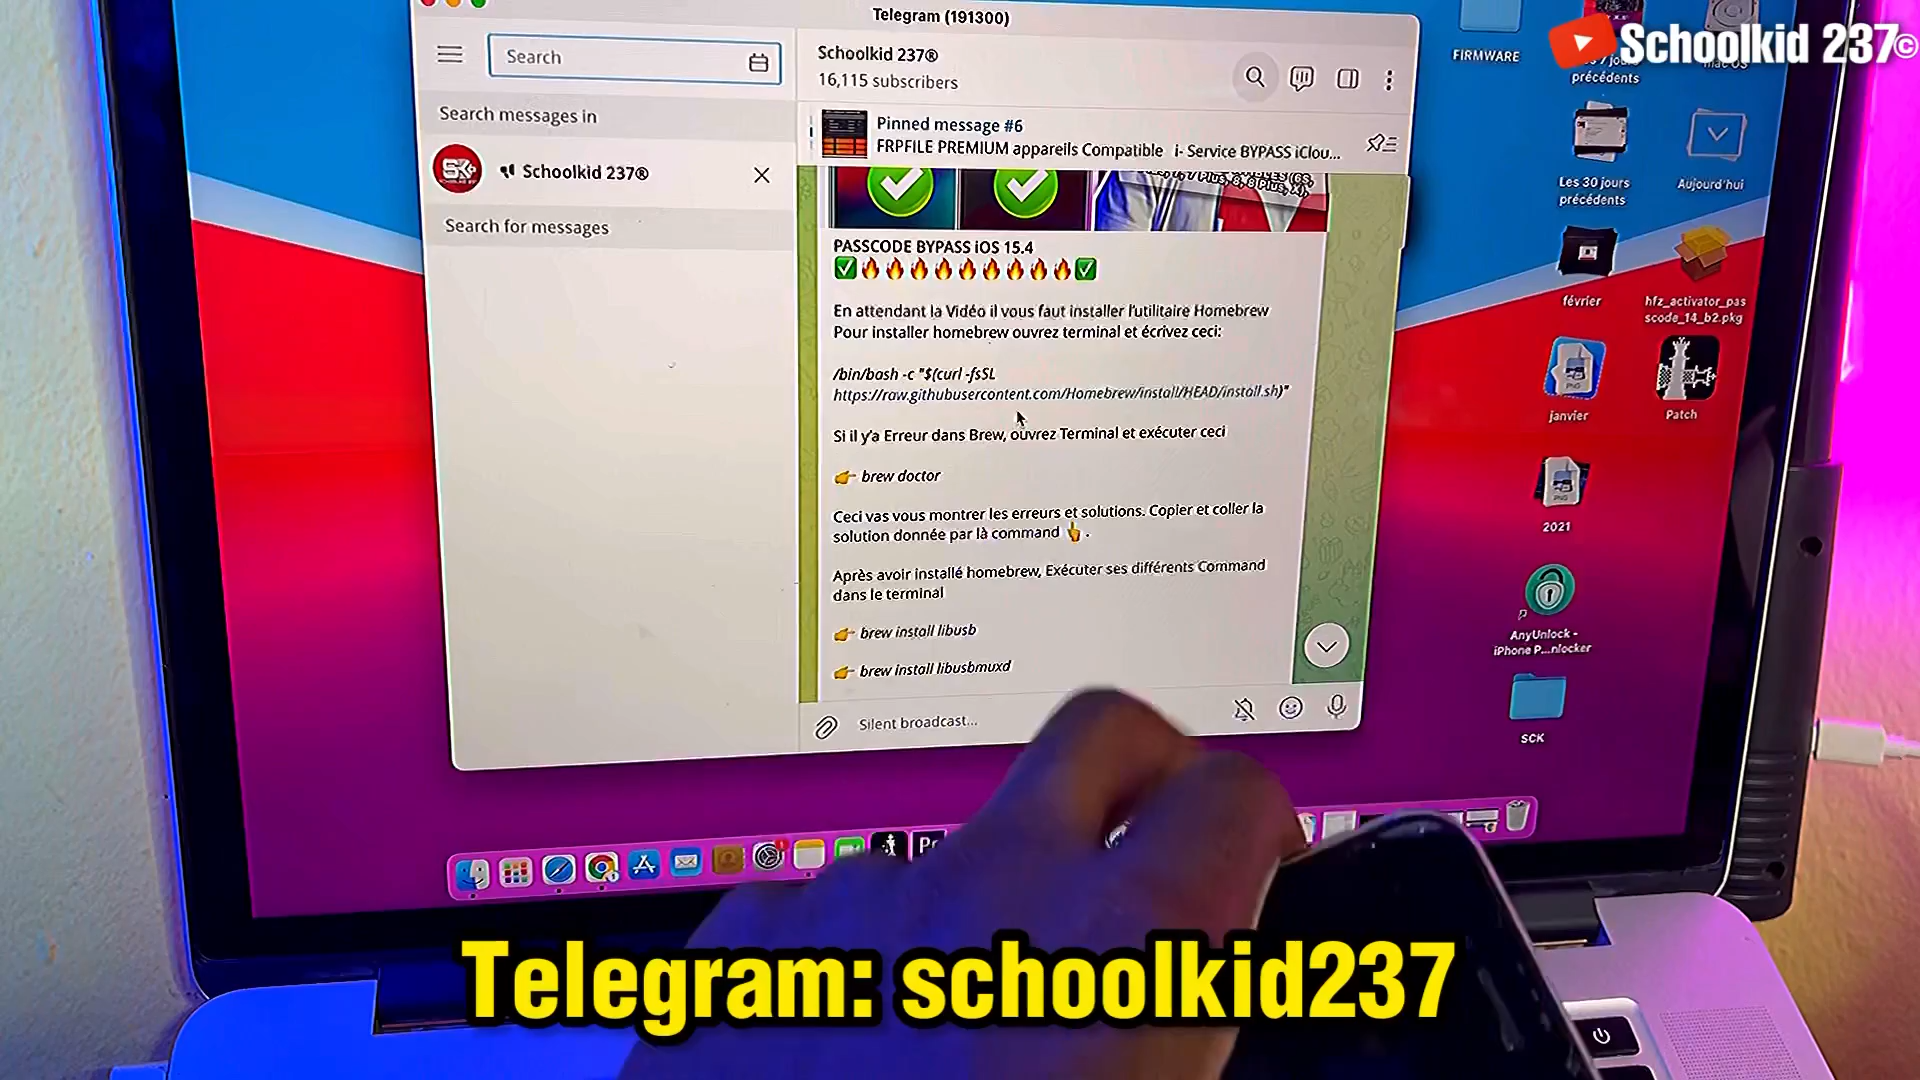 Telegram (191300)
Schoolkid 237©
Search
Schoolkid 237®
16,115 subscribers
Search messages in
Schoolkid 237®
Search for messages
Pinned message #6
FRPFILE PREMIUM appareils Compatible i- Service BYPASS iClou...
PASSCODE BYPASS iOS 15.4
En attendant la Vidéo il vous faut installer l'utilitaire Homebrew
Pour installer homebrew ouvrez terminal et écrivez ceci:
/bin/bash -c "$(curl -fsSL
https://raw.githubusercontent.com/Homebrew/install/HEAD/install.sh)"
Si il y'a Erreur dans Brew, ouvrez Terminal et exécuter ceci
brew doctor
Ceci vas vous montrer les erreurs et solutions. Copier et coller la
solution donnée par là command
Après avoir installé homebrew, Exécuter ses différents Command
dans le terminal
brew install libusb
brew install libusbmuxd
Silent broadcast...
FIRMWARE
7 jours
précédents
mac OS
Les 30 jours
précédents
Aujourd'hui
février
hfz_activator_pas
scode_14_b2.pkg
janvier
Patch
2021
AnyUnlock -
iPhone P...nlocker
SCK
Telegram: schoolkid237